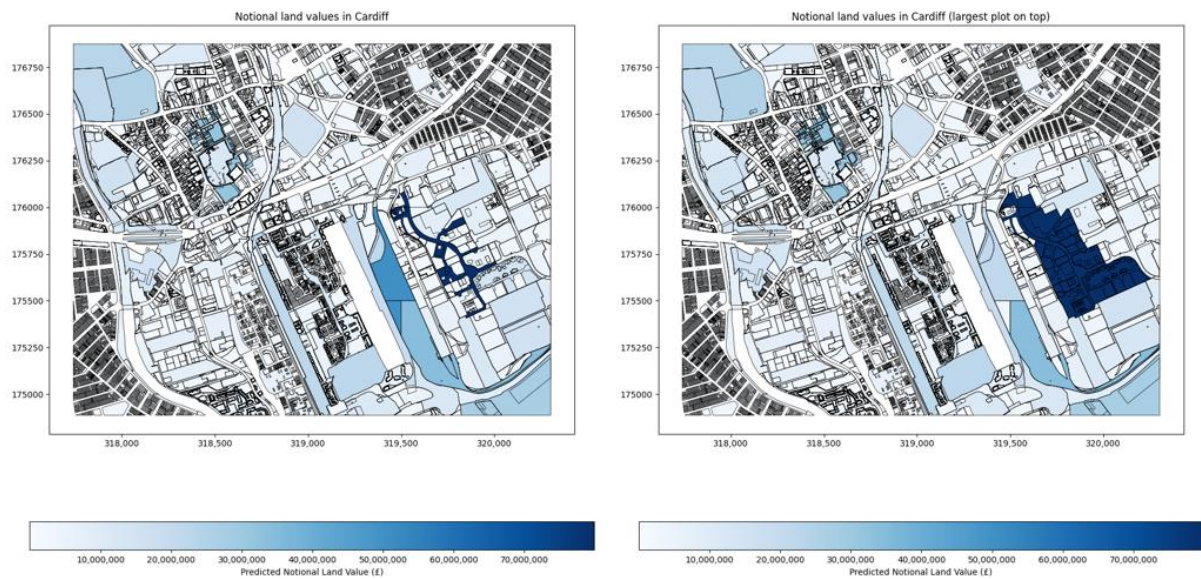 Notional land values in Cardiff
176750
176500
176250
176000
175750
175500
175250
175000
318,000 318,500 319,000 319,500 320,000
10,000,000 20,000,000 30,000,000 40,000,000 50,000,000 60,000,000 70,000,000
Predicted Notional Land Value (£)
Notional land values in Cardiff (largest plot on top)
176750
176500
176250
176000
175750
175500
175250
175000
318,000 318,500 319,000 319,500 320,000
10,000,000 20,000,000 30,000,000 40,000,000 50,000,000 60,000,000 70,000,000
Predicted Notional Land Value (£)